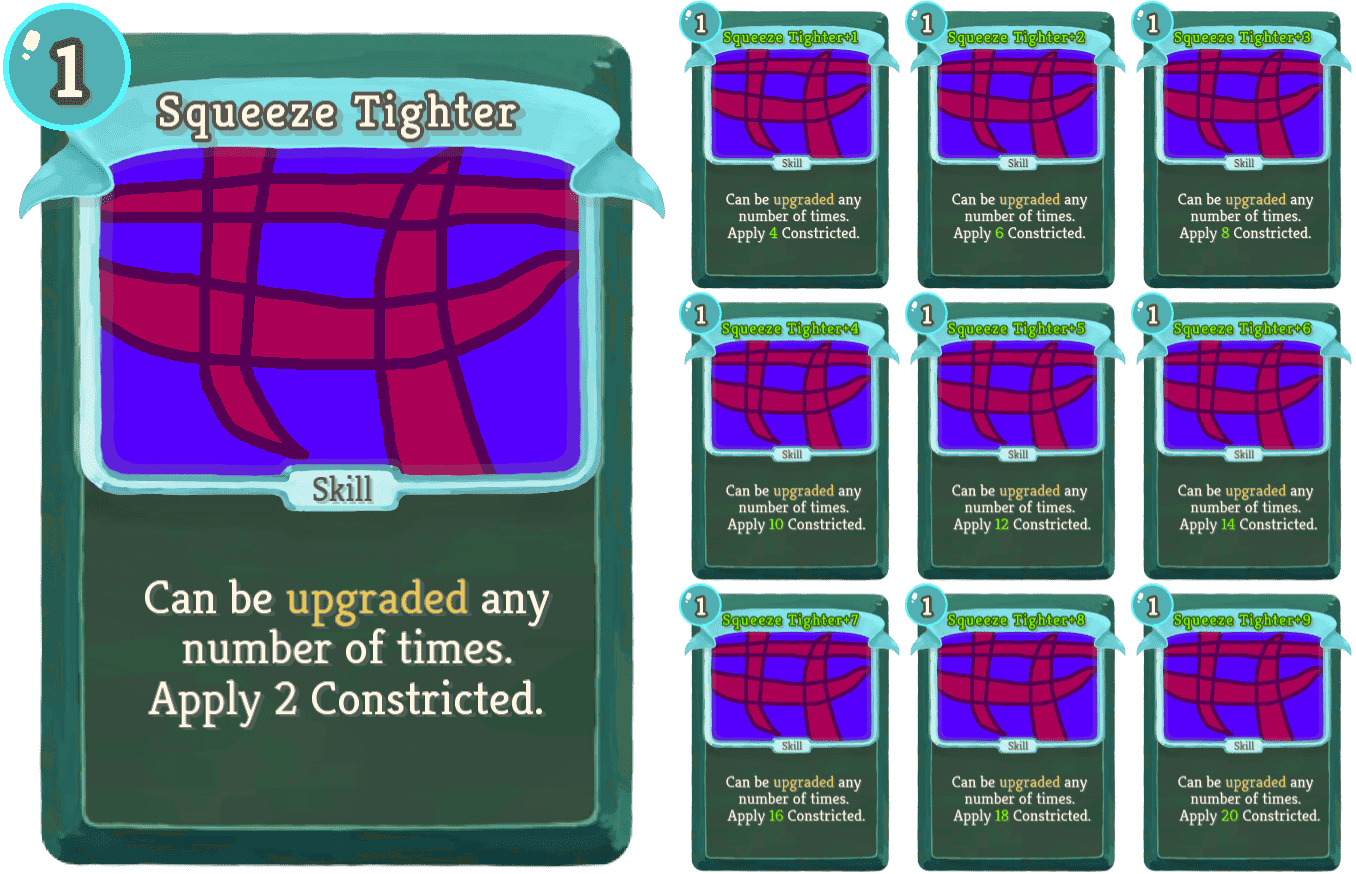 1
Squeeze Tighter
Skill
Can be upgraded any
number of times.
Apply 2 Constricted.
1
Squeeze Tighter+1
Skill
Can be upgraded any
number of times.
Apply 4 Constricted.
1
Squeeze Tighter+2
Skill
Can be upgraded any
number of times.
Apply 6 Constricted.
1
Squeeze Tighter+3
Skill
Can be upgraded any
number of times.
Apply 8 Constricted.
1
Squeeze Tighter+4
Skill
Can be upgraded any
number of times.
Apply 10 Constricted.
1
Squeeze Tighter+5
Skill
Can be upgraded any
number of times.
Apply 12 Constricted.
1
Squeeze Tighter+6
Skill
Can be upgraded any
number of times.
Apply 14 Constricted.
1
Squeeze Tighter+7
Skill
Can be upgraded any
number of times.
Apply 16 Constricted.
1
Squeeze Tighter+8
Skill
Can be upgraded any
number of times.
Apply 18 Constricted.
1
Squeeze Tighter+9
Skill
Can be upgraded any
number of times.
Apply 20 Constricted.